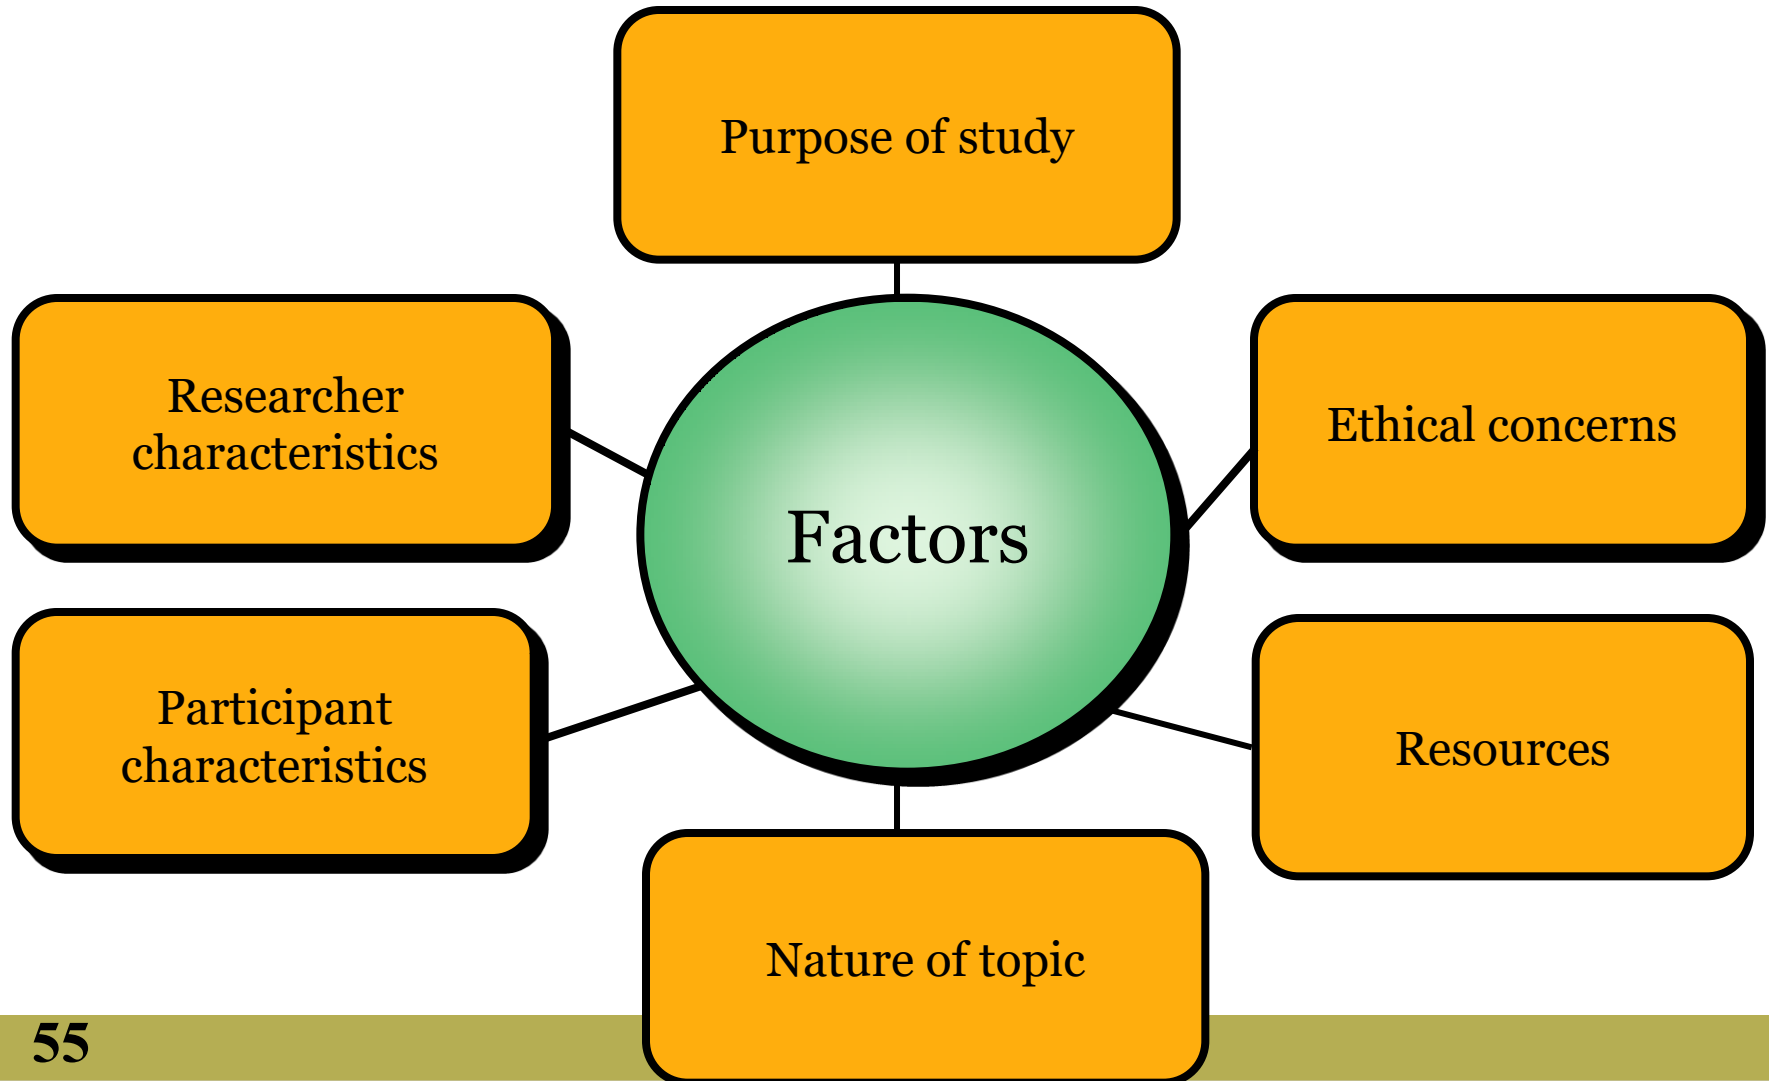 Purpose of study
Researcher
characteristics
Ethical concerns
Factors
Participant
characteristics
Resources
Nature of topic
55